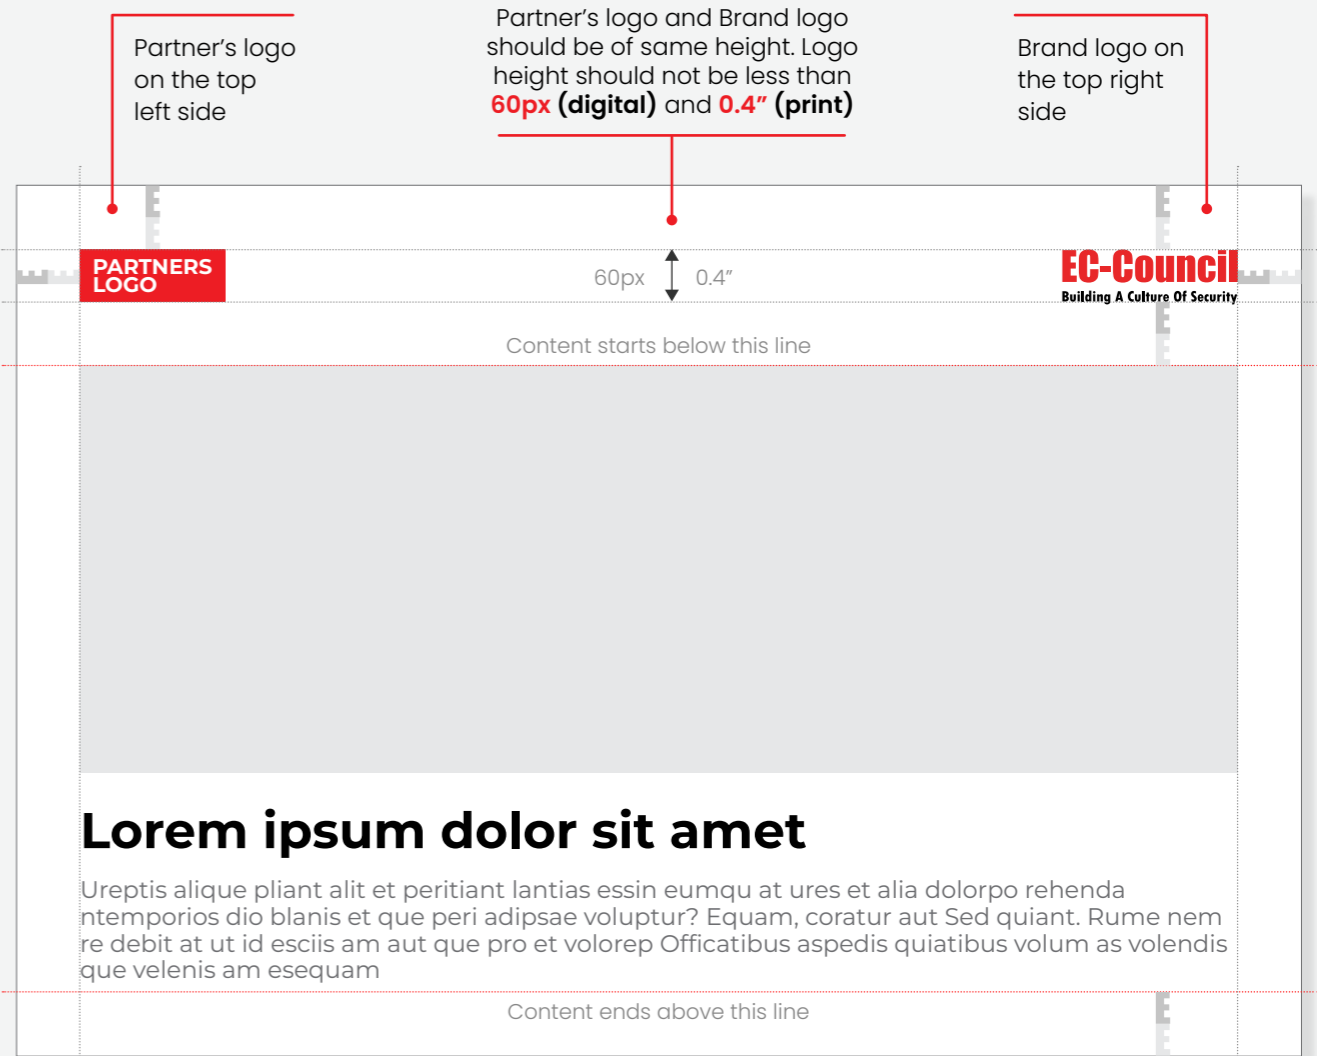 Partner’s logo
on the top
left side
Partner’s logo and Brand logo
should be of same height. Logo
height should not be less than
60px (digital) and 0.4” (print)
Brand logo on
the top right
side
PARTNERS
LOGO
60px 0.4”
EC-Council
Building A Culture Of Security
Content starts below this line
Lorem ipsum dolor sit amet
Ureptis alique pliant alit et peritiant lantias essin eumqu at ures et alia dolorpo rehenda
ntemporios dio blanis et que peri adipsae voluptur? Equam, coratur aut Sed quiant. Rume nem
re debit at ut id esciis am aut que pro et volorep Officatibus aspedis quiatibus volum as volendis
que velenis am esequam
Content ends above this line